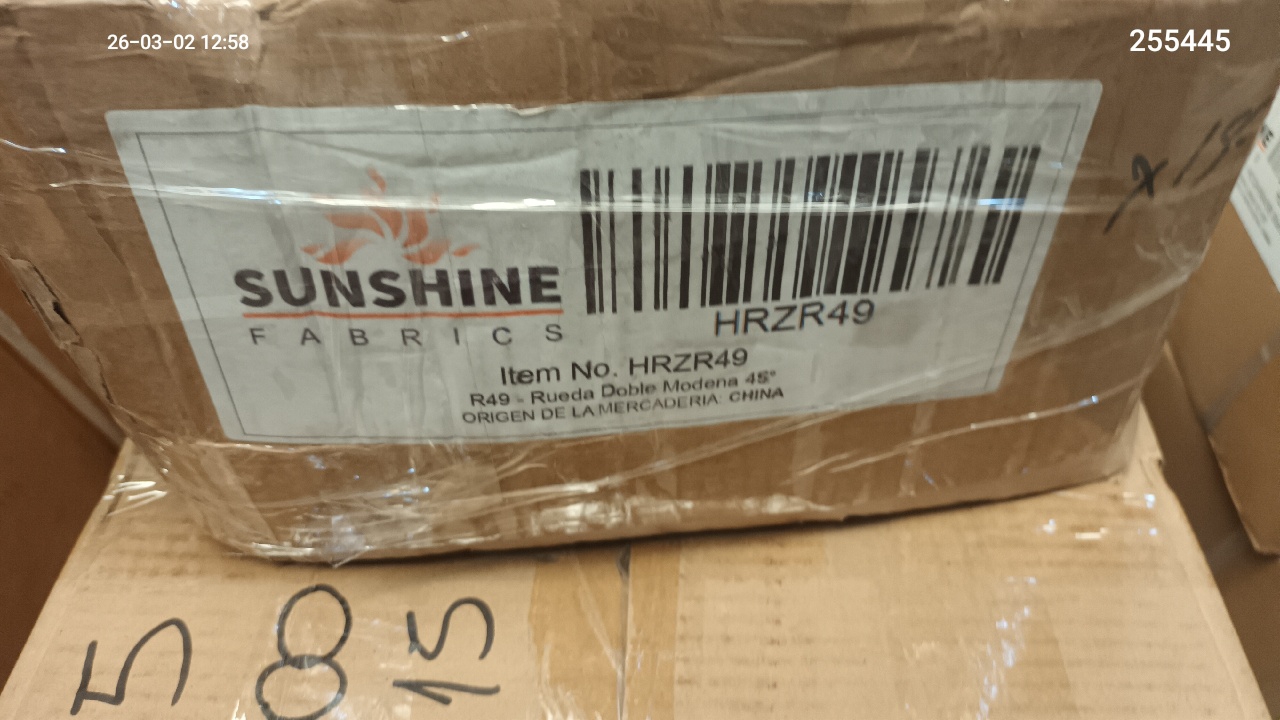 26-03-02 12:58
255445
SUNSHINE
FABRICS
HRZR49
Item No. HRZR49
R49 - Rueda Doble Modena 45°
ORIGEN DE LA MERCADERIA: CHINA
5
8
15